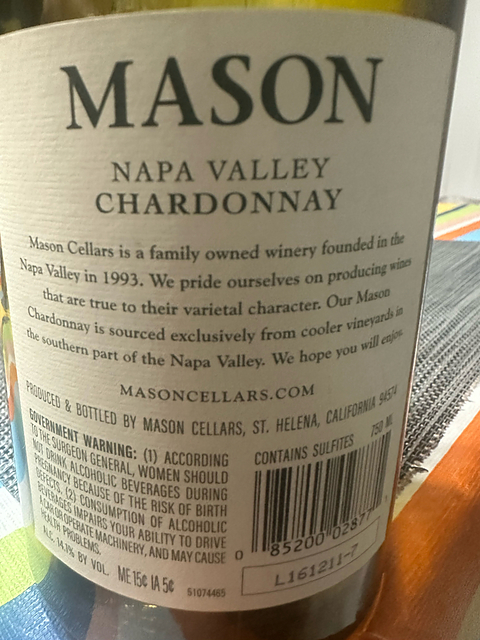 MASON
NAPA VALLEY
CHARDONNAY
Mason Cellars is a family owned winery founded in the
Napa Valley in 1993. We pride ourselves on producing wines
that are true to their varietal character. Our Mason
Chardonnay is sourced exclusively from cooler vineyards in
the southern part of the Napa Valley. We hope you will enjoy.
MASONCELLARS.COM
PRODUCED & BOTTLED BY MASON CELLARS, ST. HELENA, CALIFORNIA 94574
GOVERNMENT WARNING: (1) ACCORDING
TO THE SURGEON GENERAL, WOMEN SHOULD
NOT DRINK ALCOHOLIC BEVERAGES DURING
PREGNANCY BECAUSE OF THE RISK OF BIRTH
DEFECTS. (2) CONSUMPTION OF ALCOHOLIC
BEVERAGES IMPAIRS YOUR ABILITY TO DRIVE
A CAR OR OPERATE MACHINERY, AND MAY CAUSE
HEALTH PROBLEMS.
ALC. 14.1% BY VOL. ME 15¢ IA 5¢
51074465
750 ML
CONTAINS SULFITES
0 85200 02877
L161211-7